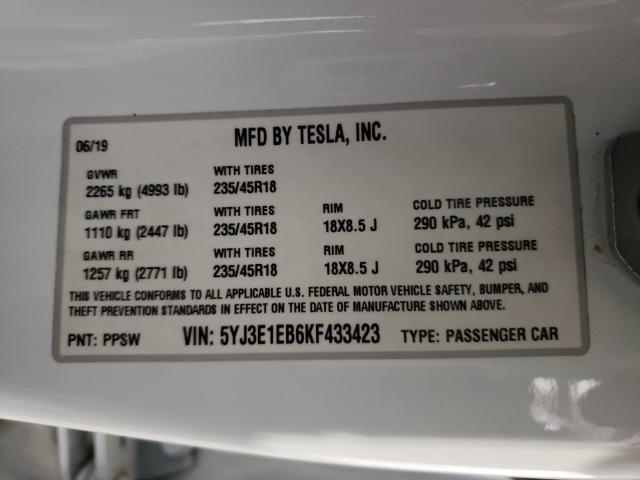 06/19 MFD BY TESLA, INC.
GVWR WITH TIRES
2265 kg (4993 lb) 235/45R18
GAWR FRT WITH TIRES RIM COLD TIRE PRESSURE
1110 kg (2447 lb) 235/45R18 18X8.5 J 290 kPa, 42 psi
GAWR RR WITH TIRES RIM COLD TIRE PRESSURE
1257 kg (2771 lb) 235/45R18 18X8.5 J 290 kPa, 42 psi
THIS VEHICLE CONFORMS TO ALL APPLICABLE U.S. FEDERAL MOTOR VEHICLE SAFETY, BUMPER, AND
THEFT PREVENTION STANDARDS IN EFFECT ON THE DATE OF MANUFACTURE SHOWN ABOVE.
PNT: PPSW VIN: 5YJ3E1EB6KF433423 TYPE: PASSENGER CAR